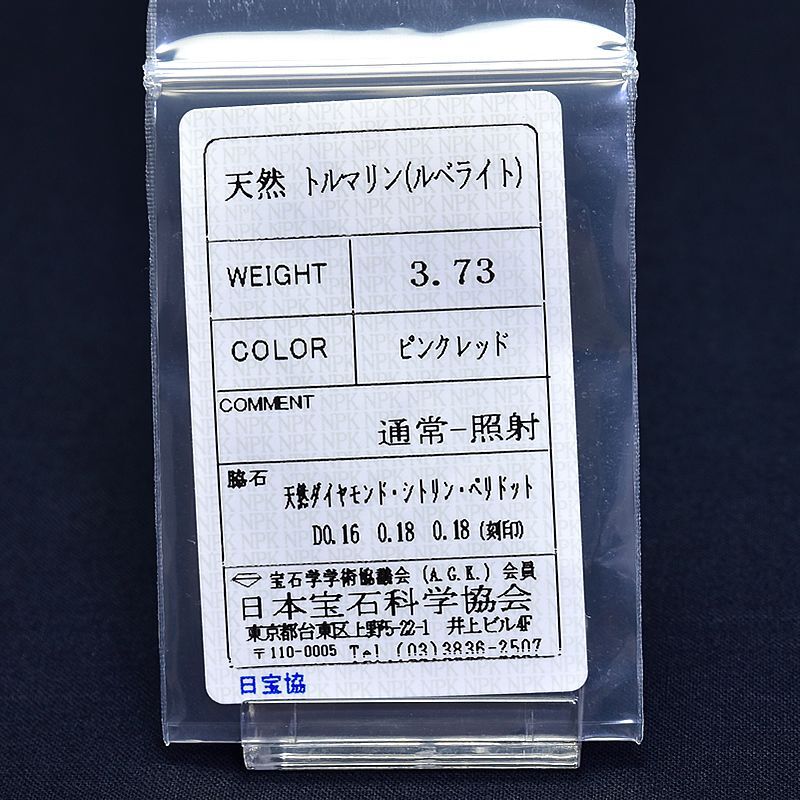 天然 トルマリン(ルベライト)
WEIGHT 3.73
COLOR ピンクレッド
COMMENT
通常-照射
脇石
天然ダイヤモンド・シトリン・ペリドット
D0.16 0.18 0.18 (刻印)
宝石学学術協議会 (A.G.K.) 会員
日本宝石科学協会
東京都台東区上野5-22-1 井上ビル4F
〒110-0005 Tel (03)3836-2507
日宝協